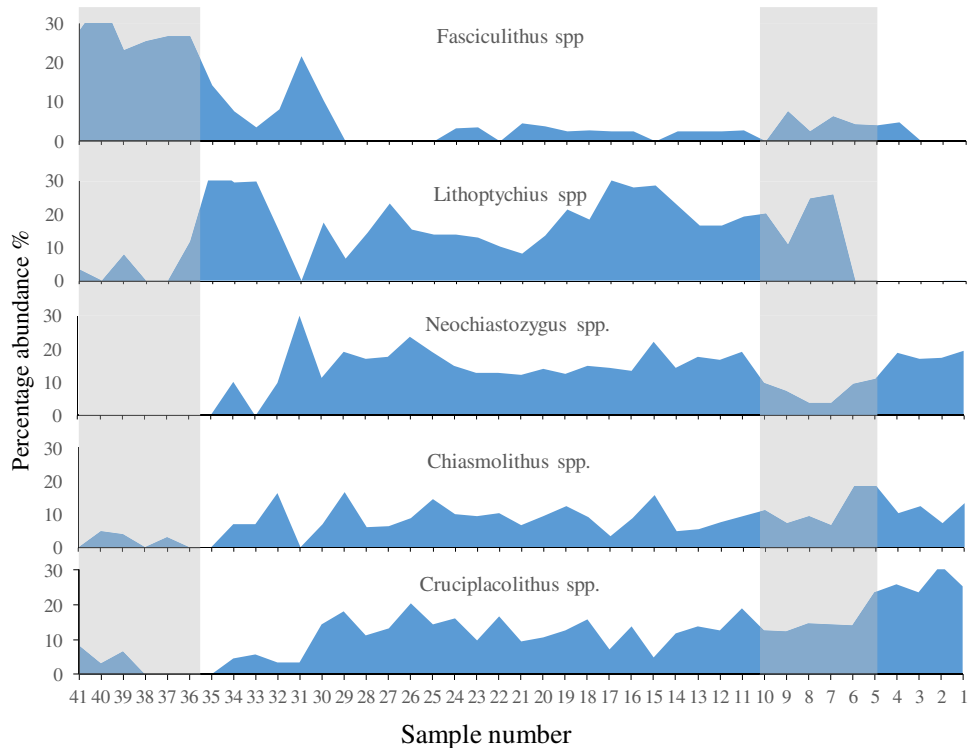 Fasciculithus spp
30
20
10
0
Lithoptychius spp
30
20
10
0
Neochiastozygus spp.
30
20
10
0
Chiasmolithus spp.
30
20
10
0
Cruciplacolithus spp.
30
20
10
0
Percentage abundance %
41 40 39 38 37 36 35 34 33 32 31 30 29 28 27 26 25 24 23 22 21 20 19 18 17 16 15 14 13 12 11 10 9 8 7 6 5 4 3 2 1
Sample number